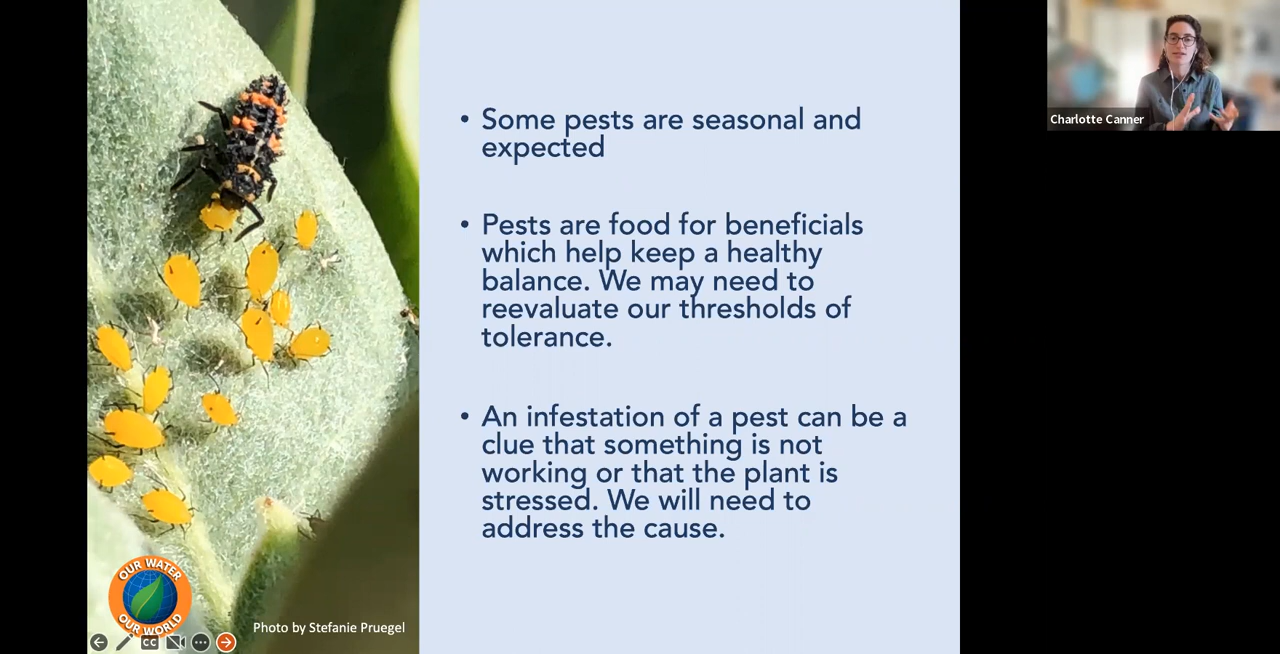 • Some pests are seasonal and
expected
• Pests are food for beneficials
which help keep a healthy
balance. We may need to
reevaluate our thresholds of
tolerance.
• An infestation of a pest can be a
clue that something is not
working or that the plant is
stressed. We will need to
address the cause.
OUR WATER
OUR WORLD
CC
Photo by Stefanie Pruegel
Charlotte Canner